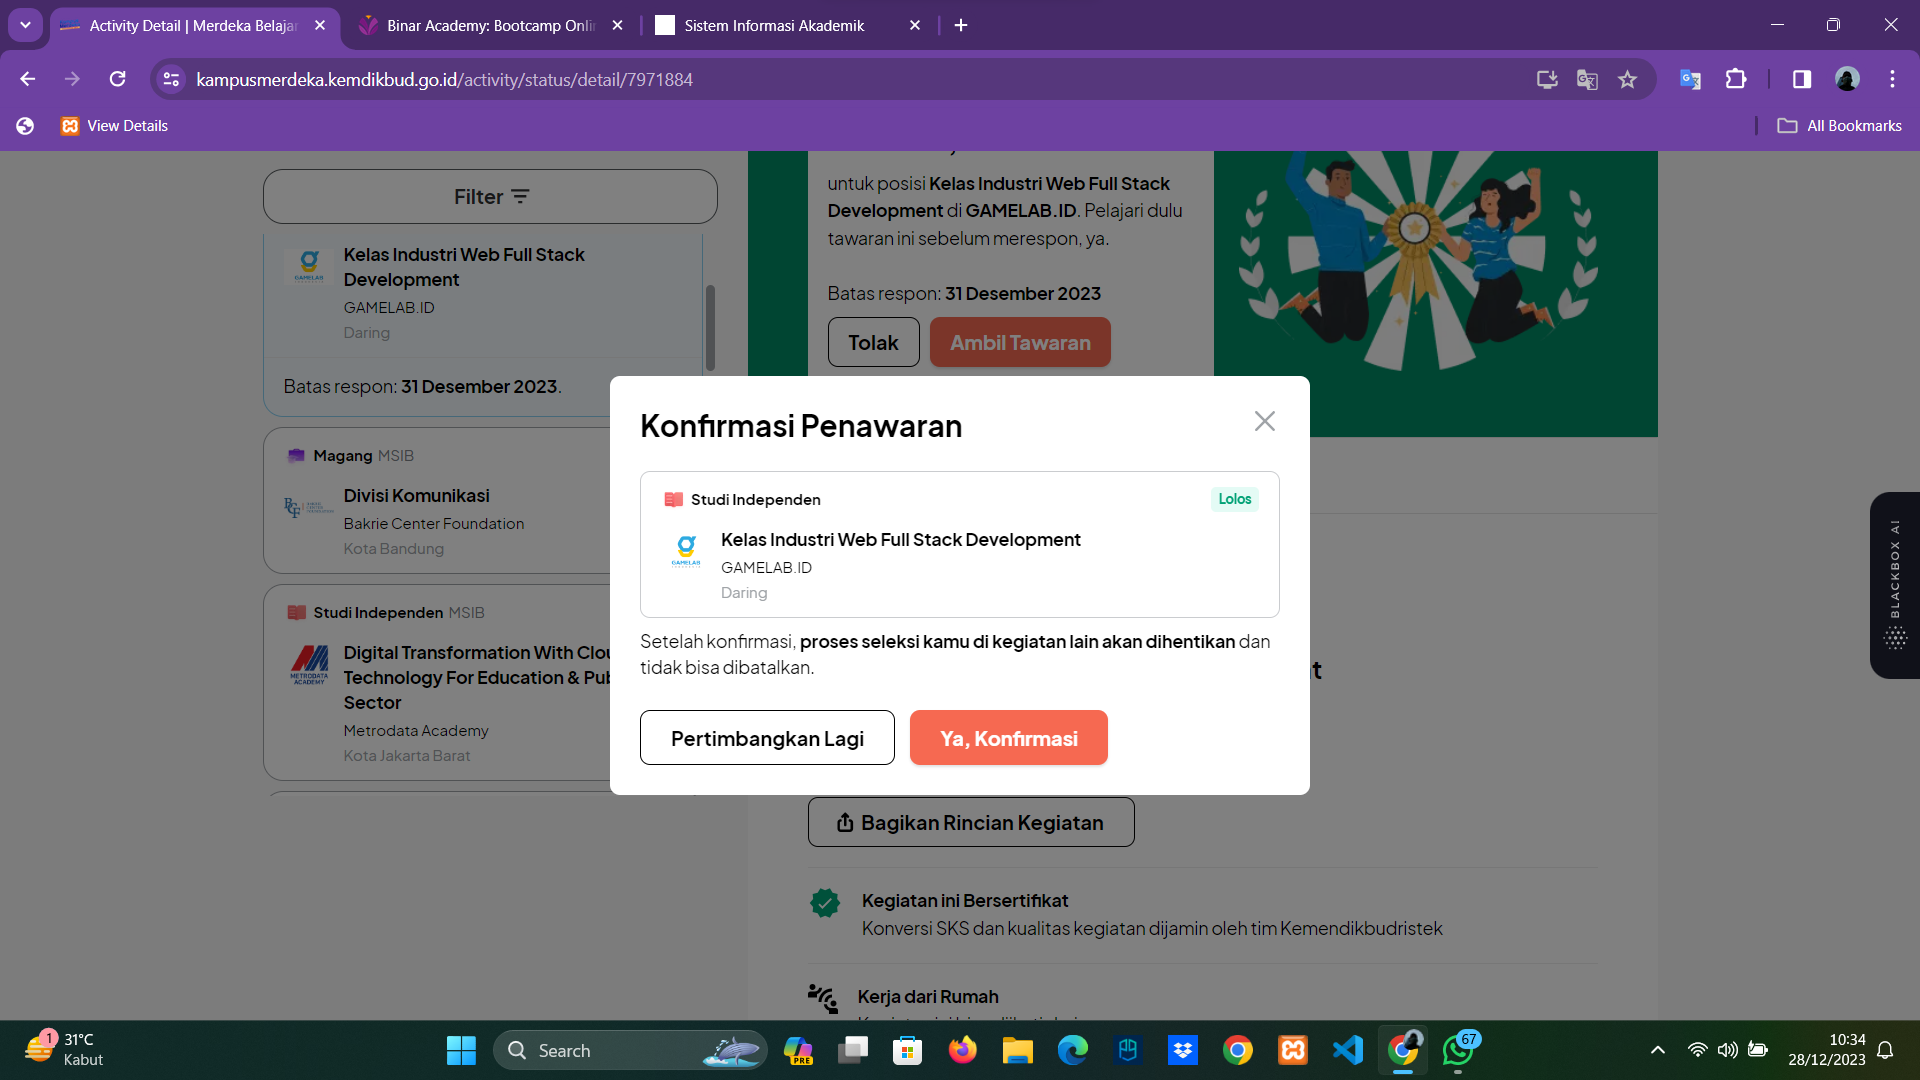 Activity Detail | Merdeka Belajar
Binar Academy: Bootcamp Onli
Sistem Informasi Akademik
kampusmerdeka.kemdikbud.go.id/activity/status/detail/7971884
View Details
All Bookmarks
Filter
Kelas Industri Web Full Stack
Development
GAMELAB.ID
Daring
Batas respon: 31 Desember 2023.
Magang MSIB
Divisi Komunikasi
Bakrie Center Foundation
Kota Bandung
Studi Independen MSIB
METRODATA
ACADEMY
Digital Transformation With Clou
Technology For Education & Pub
Sector
Metrodata Academy
Kota Jakarta Barat
untuk posisi Kelas Industri Web Full Stack
Development di GAMELAB.ID. Pelajari dulu
tawaran ini sebelum merespon, ya.
Batas respon: 31 Desember 2023
Tolak
Ambil Tawaran
Konfirmasi Penawaran
Studi Independen
Lolos
GAMELAB
Kelas Industri Web Full Stack Development
GAMELAB.ID
Daring
Setelah konfirmasi, proses seleksi kamu di kegiatan lain akan dihentikan dan
tidak bisa dibatalkan.
Pertimbangkan Lagi
Ya, Konfirmasi
Bagikan Rincian Kegiatan
Kegiatan ini Bersertifikat
Konversi SKS dan kualitas kegiatan dijamin oleh tim Kemendikbudristek
Kerja dari Rumah
BLACKBOX AI
1
31°C
Kabut
Search
PRE
67
10:34
28/12/2023